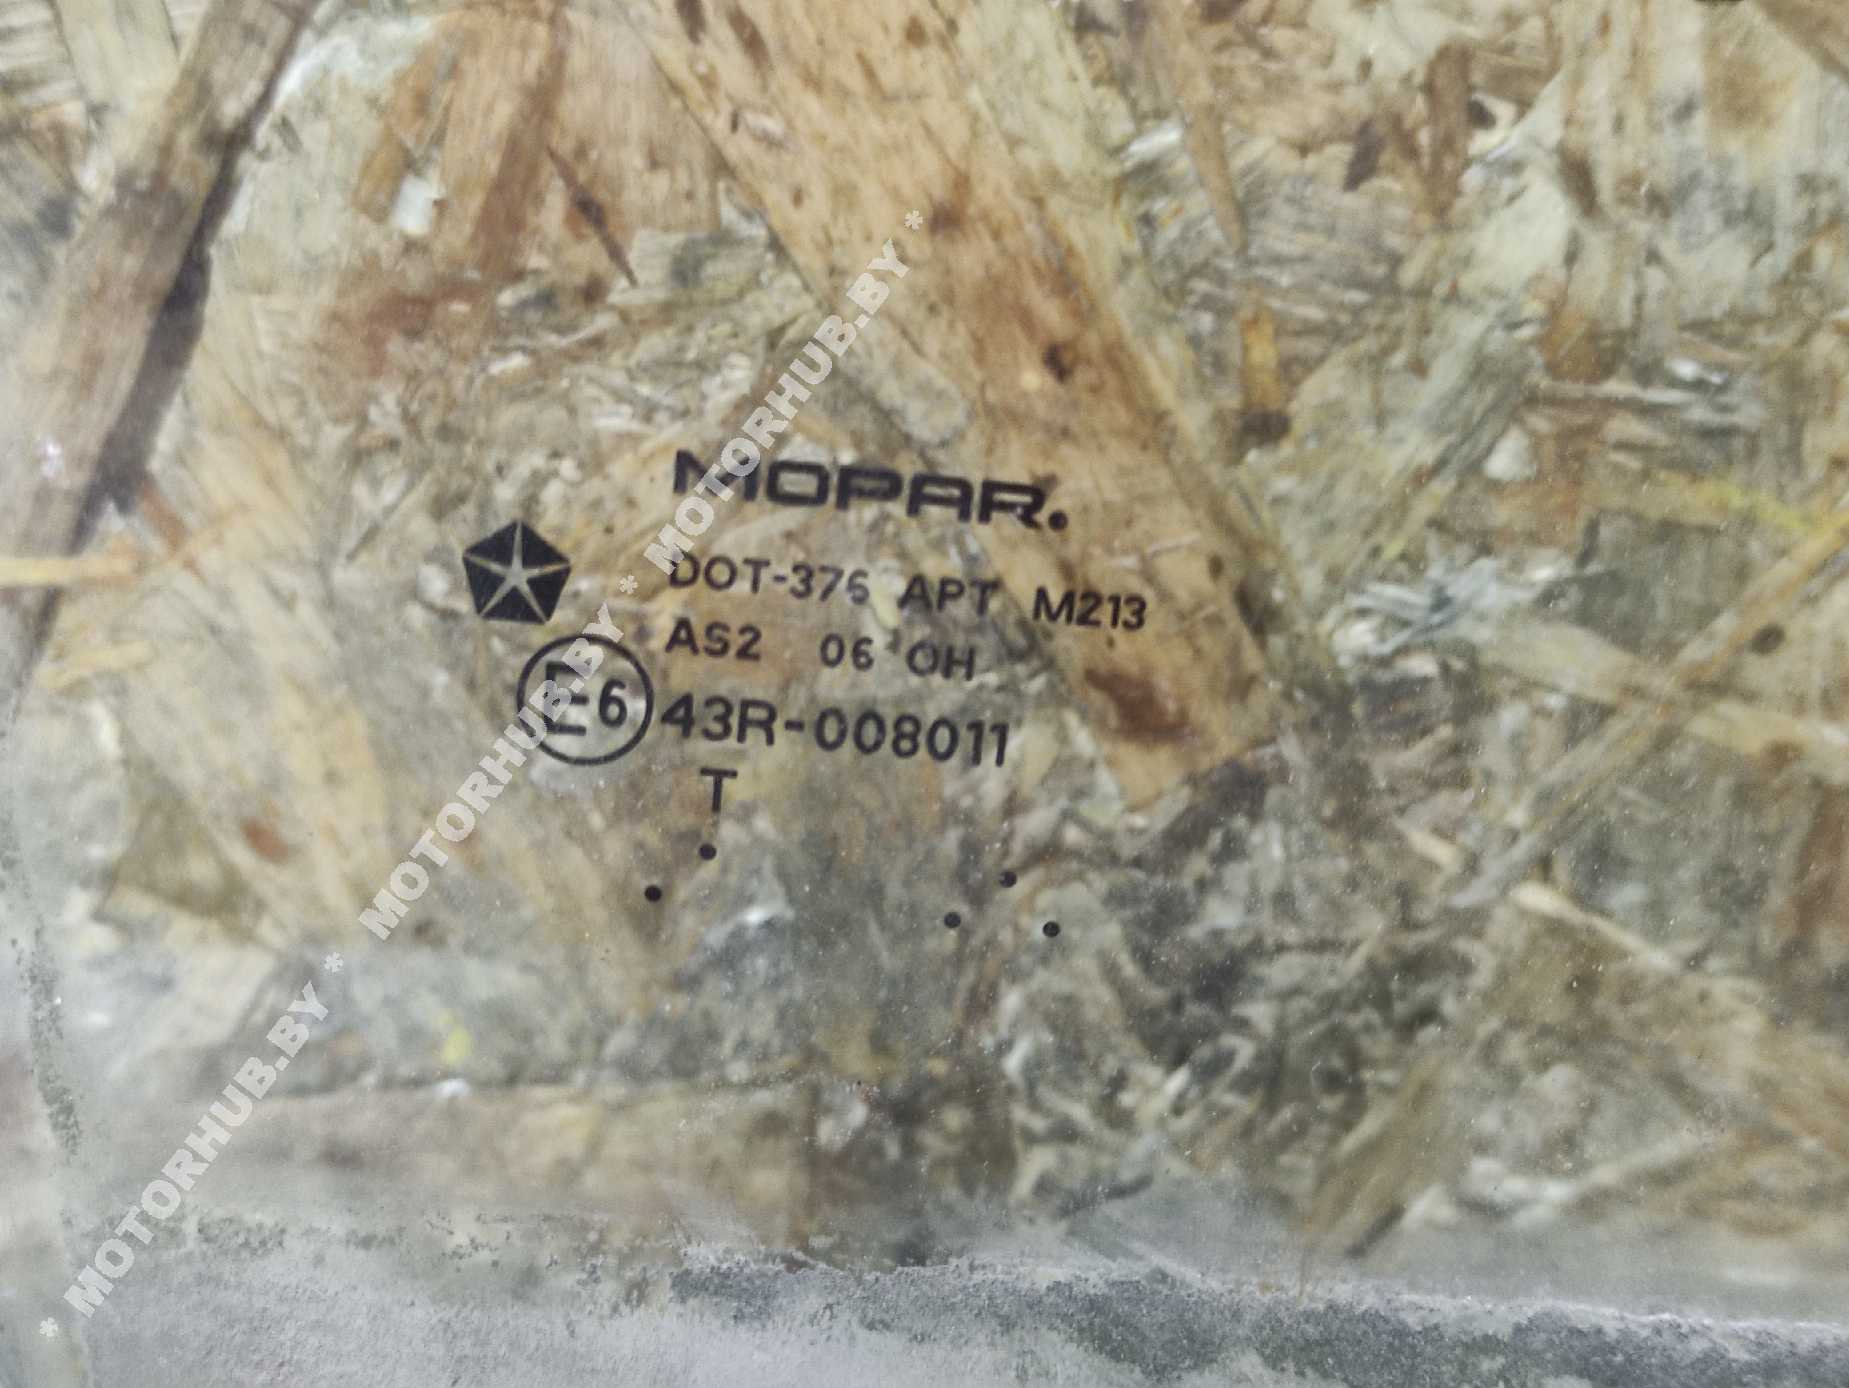 MOPAR.
DOT-376 APT M213
AS2 06 OH
E6 43R-008011
T
* MOTORHUB.BY * MOTORHUB.BY * MOTORHUB.BY *